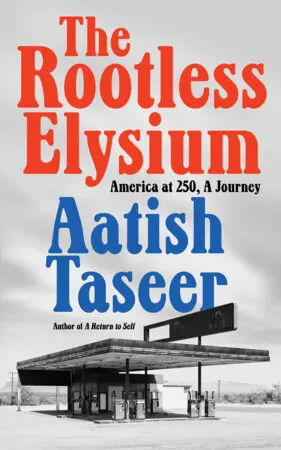 The
Rootless
Elysium
America at 250, A Journey
Aatish
Taseer
Author of A Return to Self